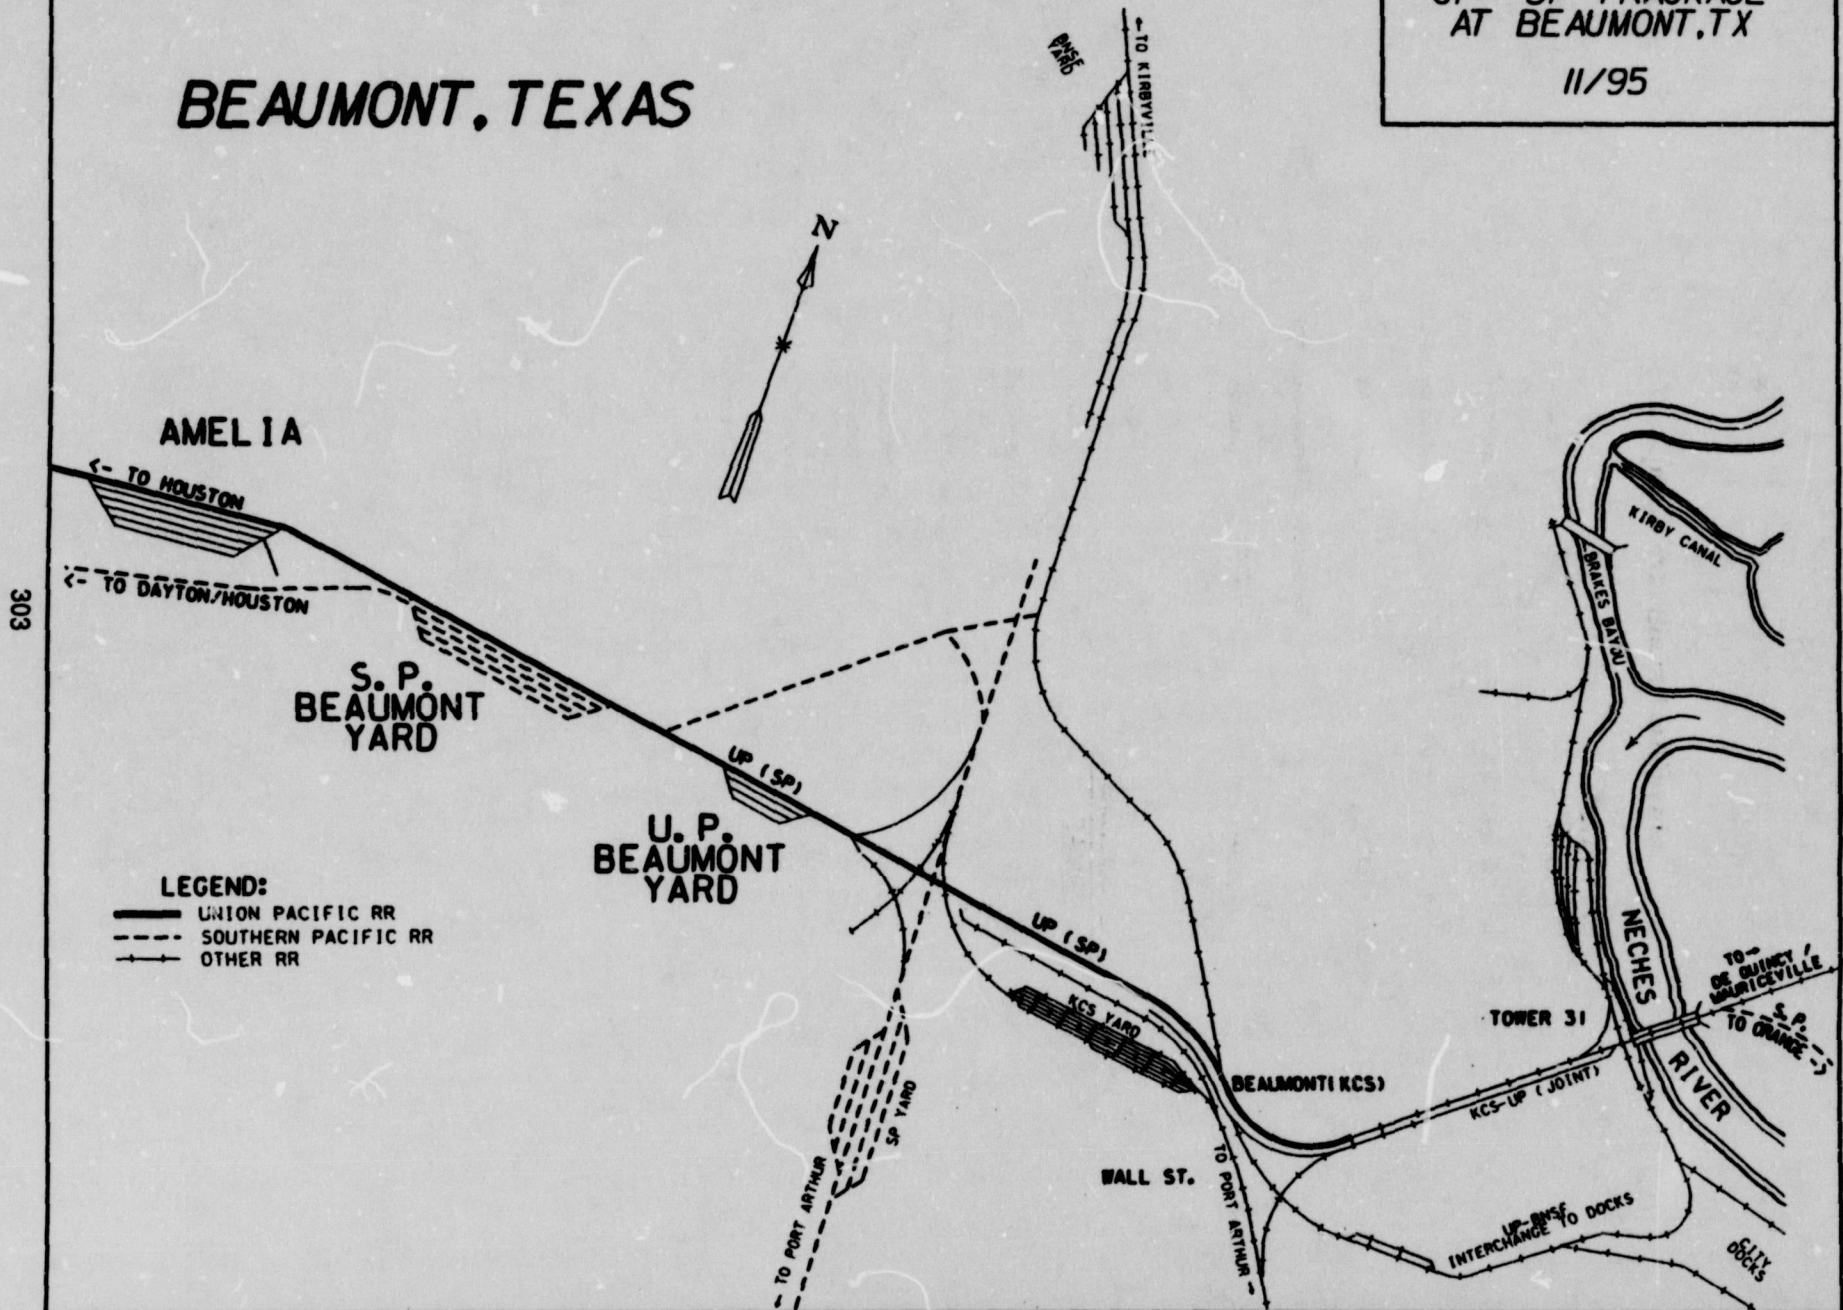 AT BEAUMONT, TX
11/95
BEAUMONT, TEXAS
BNSF
YARD
← TO KIRBYVILLE
N
AMELIA
<- TO HOUSTON
<- TO DAYTON/HOUSTON
S. P.
BEAUMONT
YARD
UP (SP)
U. P.
BEAUMONT
YARD
LEGEND:
UNION PACIFIC RR
SOUTHERN PACIFIC RR
OTHER RR
303
KIRBY CANAL
BRAKES BAYOU
UP (SP)
KCS YARD
SP YARD
← TO PORT ARTHUR
NECHES
RIVER
TO →
DE QUINCY /
MAURICEVILLE
S. P.
TO ORANGE ->
TOWER 31
BEAUMONT(KCS)
KCS-UP (JOINT)
WALL ST.
TO PORT ARTHUR →
UP-BNSF
INTERCHANGE TO DOCKS
CITY
DOCKS